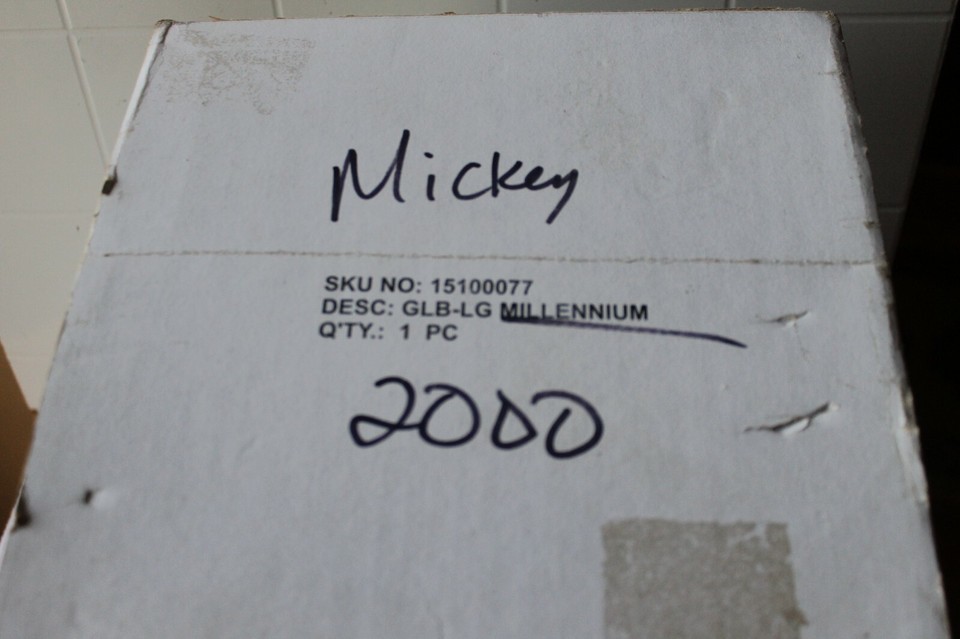 Mickey
SKU NO: 15100077
DESC: GLB-LG MILLENNIUM
Q'TY.: 1 PC
2000